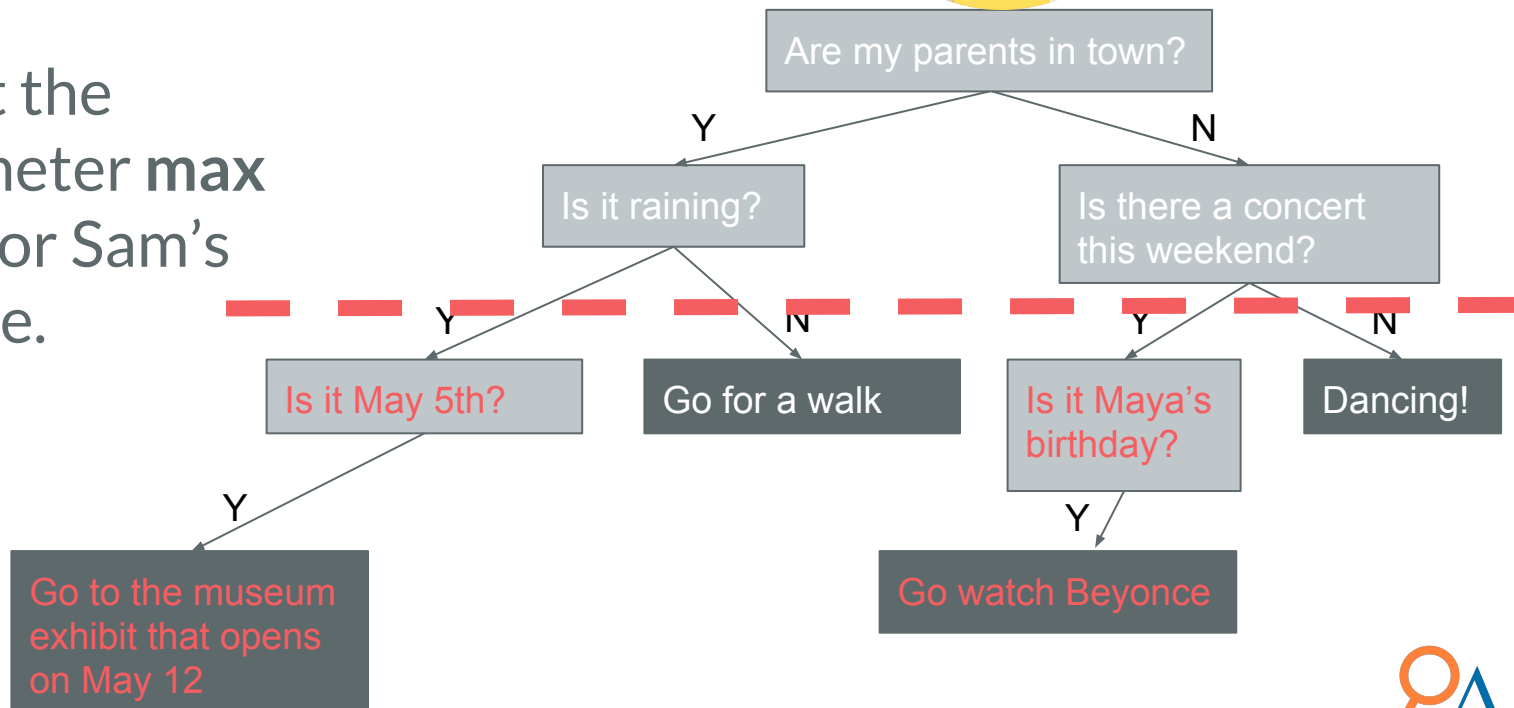 t the
neter max
or Sam's
e.
Are my parents in town?
Y
N
Is it raining?
Is there a concert
this weekend?
Y
N
Y
N
Is it May 5th?
Go for a walk
Is it Maya's
birthday?
Dancing!
Y
Y
Go to the museum
exhibit that opens
on May 12
Go watch Beyonce